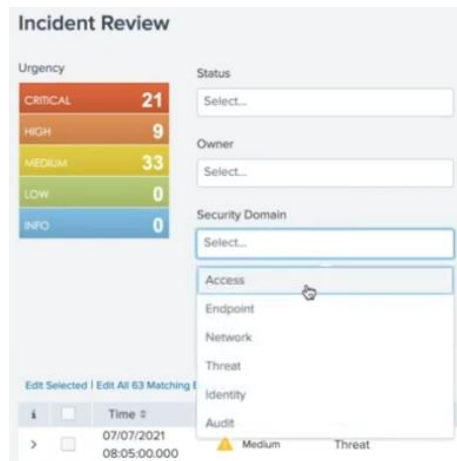 Incident Review
Urgency
CRITICAL 21
HIGH 9
MEDIUM 33
LOW 0
INFO 0
Status
Select...
Owner
Select...
Security Domain
Select...
Access
Endpoint
Network
Threat
Identity
Audit
Edit Selected | Edit All 63 Matching E
i Time
> 07/07/2021
08:05:00.000 Medium Threat